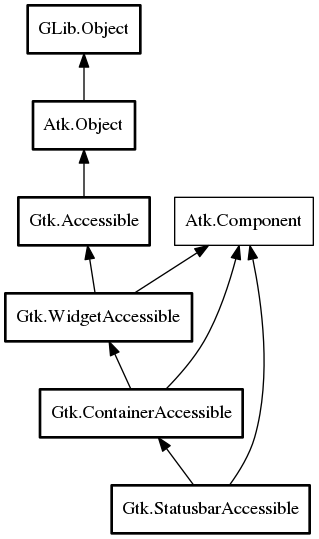 GLib.Object
Atk.Object
Gtk.Accessible
Atk.Component
Gtk.WidgetAccessible
Gtk.ContainerAccessible
Gtk.StatusbarAccessible